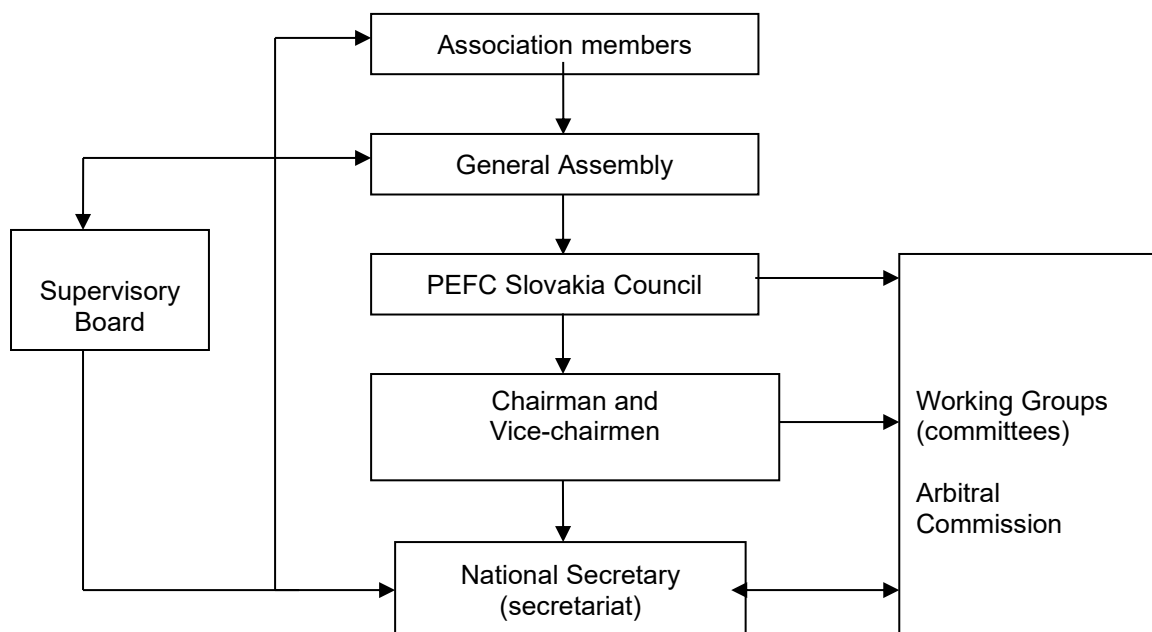 Association members
General Assembly
Supervisory
Board
PEFC Slovakia Council
Chairman and
Vice-chairmen
Working Groups
(committees)
Arbitral
Commission
National Secretary
(secretariat)